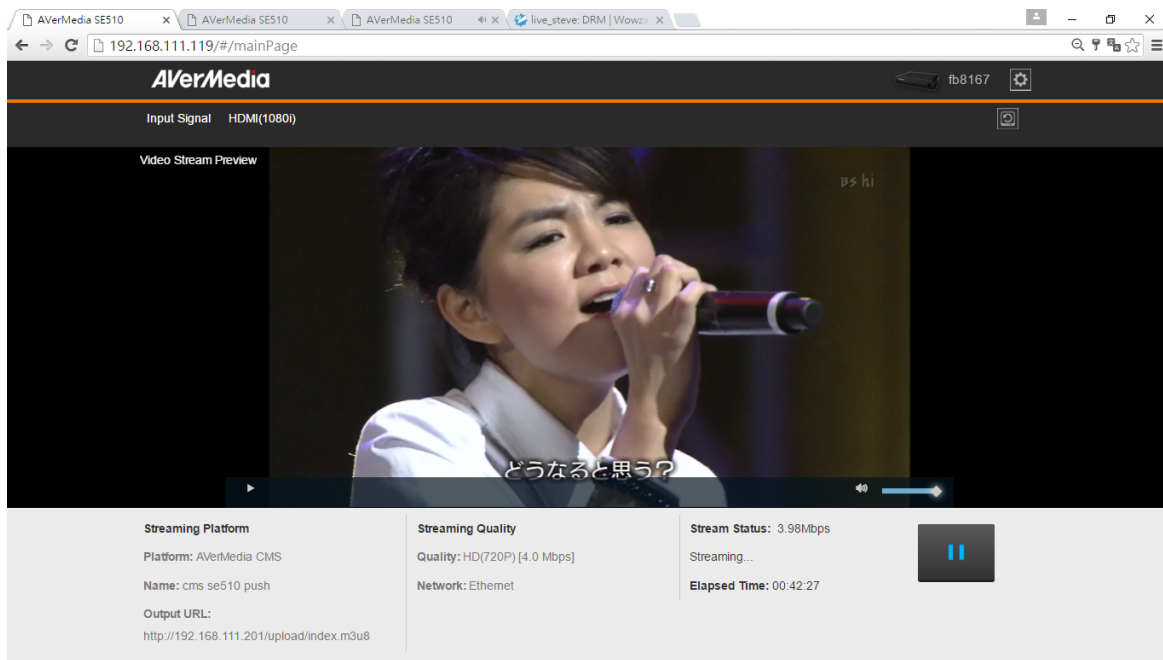 AVerMedia SE510
AVerMedia SE510
AVerMedia SE510
live_steve: DRM | Wowza
192.168.111.119/#/mainPage
AVerMedia
fb8167
Input Signal HDMI(1080i)
Video Stream Preview
BS hi
どうなると思う?
Streaming Platform
Platform: AVerMedia CMS
Name: cms se510 push
Output URL:
http://192.168.111.201/upload/index.m3u8
Streaming Quality
Quality: HD(720P) [4.0 Mbps]
Network: Ethernet
Stream Status: 3.98Mbps
Streaming...
Elapsed Time: 00:42:27